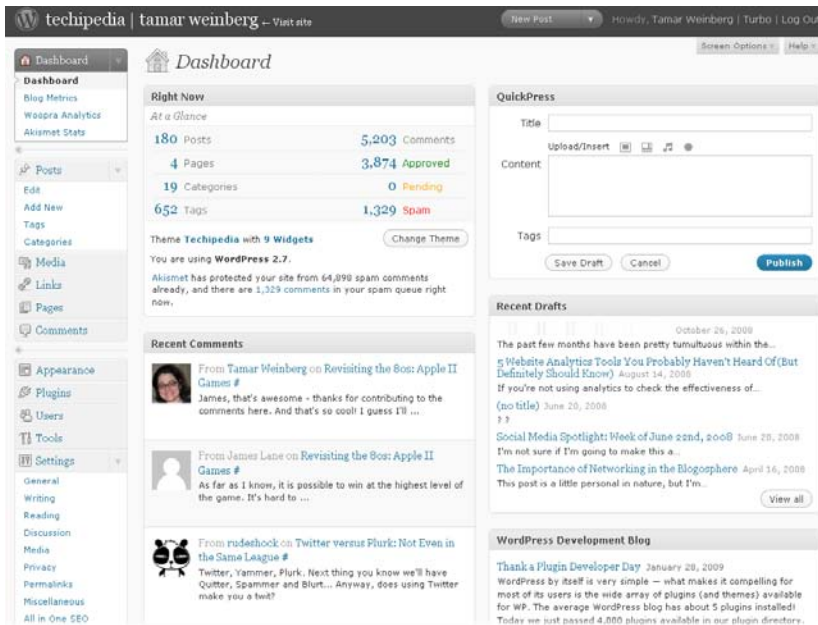 techipedia | tamar weinberg ← Visit site
New Post
Howdy, Tamar Weinberg | Turbo | Log Out
Screen Options
Help
Dashboard
Dashboard
Blog Metrics
Woopra Analytics
Akismet Stats
Posts
Edit
Add New
Tags
Categories
Media
Links
Pages
Comments
Appearance
Plugins
Users
Tools
Settings
General
Writing
Reading
Discussion
Media
Privacy
Permalinks
Miscellaneous
All in One SEO
Dashboard
Right Now
At a Glance
180 Posts 5,203 Comments
4 Pages 3,874 Approved
19 Categories 0 Pending
652 Tags 1,329 Spam
Theme Techipedia with 9 Widgets
Change Theme
You are using WordPress 2.7.
Akismet has protected your site from 64,890 spam comments
already, and there are 1,329 comments in your spam queue right
now.
Recent Comments
From Tamar Weinberg on Revisiting the 80s: Apple II
Games #
James, that's awesome - thanks for contributing to the
comments here. And that's so cool! I guess I'll ...
From James Lane on Revisiting the 80s: Apple II
Games #
As far as I know, it is possible to win at the highest level of
the game. It's hard to ...
From rudeshock on Twitter versus Plurk: Not Even in
the Same League #
Twitter, Yammer, Plurk. Next thing you know we'll have
Quitter, Spammer and Blurt... Anyway, does using Twitter
make you a twit?
QuickPress
Title
Upload/Insert
Content
Tags
Save Draft
Cancel
Publish
Recent Drafts
October 26, 2008
The past few months have been pretty tumultuous within the...
5 Website Analytics Tools You Probably Haven't Heard Of (But
Definitely Should Know) August 14, 2008
If you're not using analytics to check the effectiveness of...
(no title) June 20, 2008
? ?
Social Media Spotlight: Week of June 22nd, 2008 June 20, 2008
I'm not sure if I'm going to make this a...
The Importance of Networking in the Blogosphere April 16, 2008
This post is a little personal in nature, but I'm...
View all
WordPress Development Blog
Thank a Plugin Developer Day January 28, 2009
WordPress by itself is very simple — what makes it compelling for
most of its users is the wide array of plugins (and themes) available
for WP. The average WordPress blog has about 5 plugins installed!
Today we just passed 4,000 plugins available in our plugin directory.